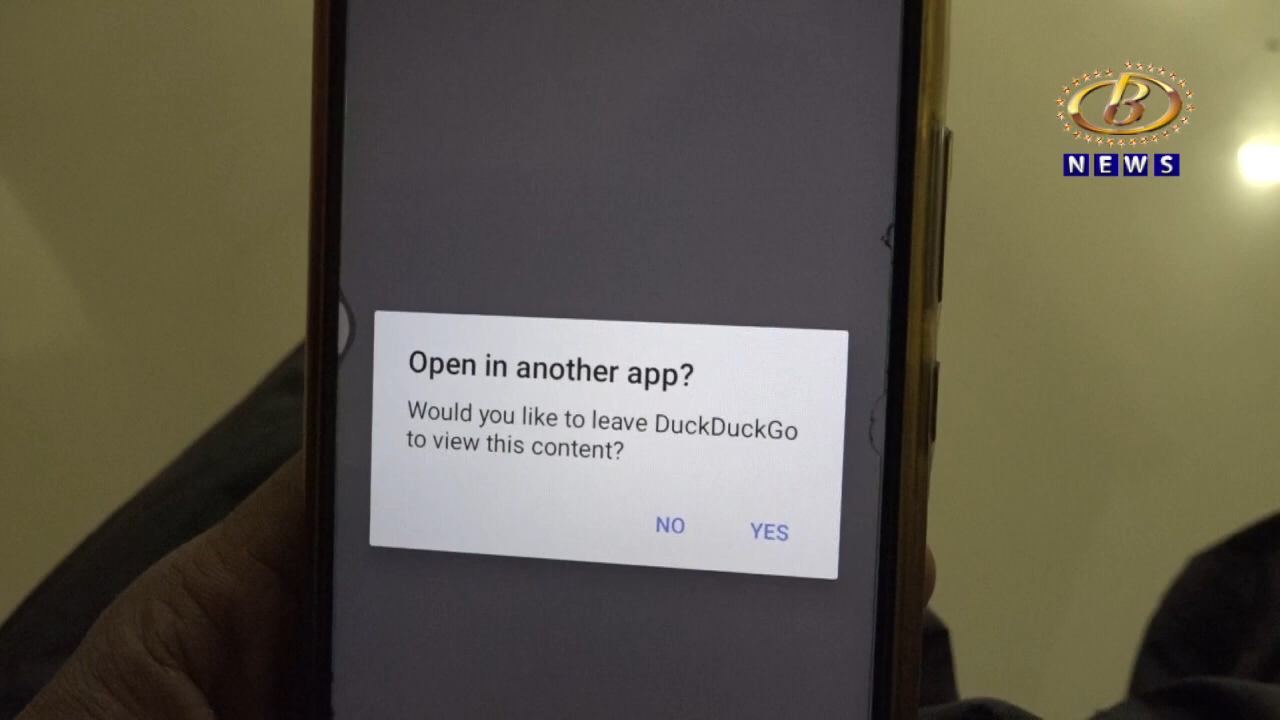 B
NEWS
Open in another app?
Would you like to leave DuckDuckGo
to view this content?
NO YES